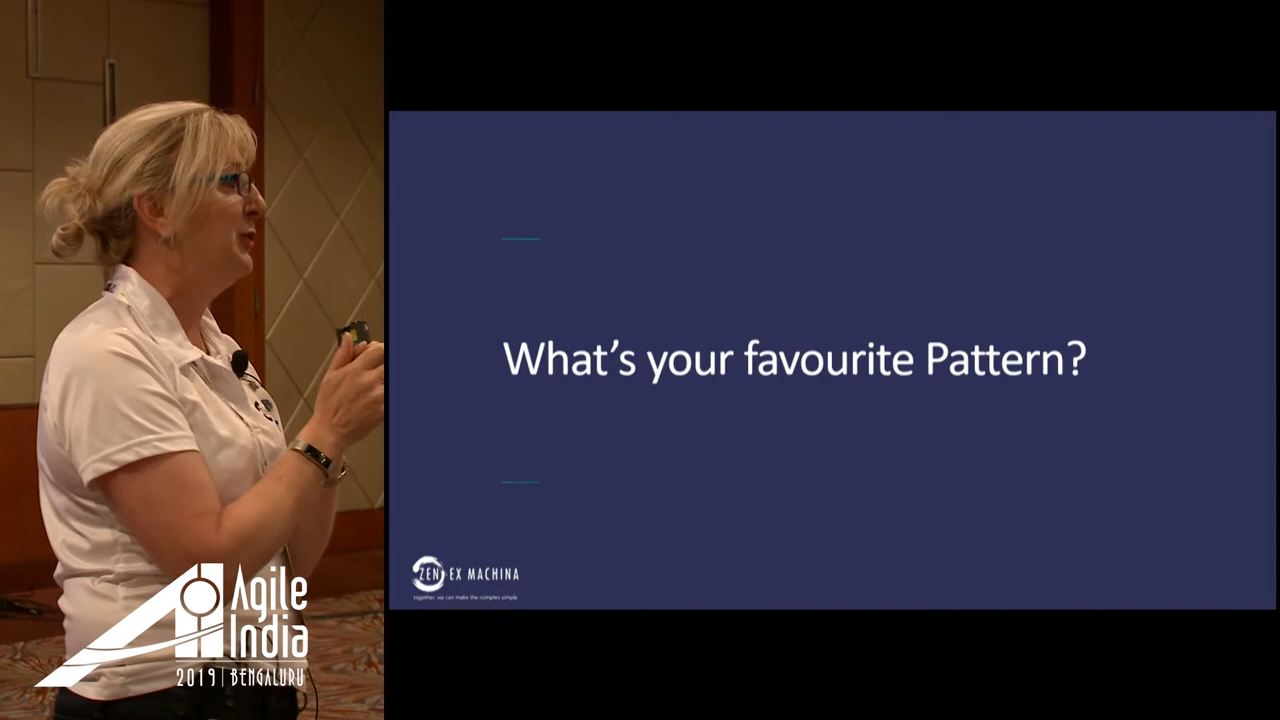 What's your favourite Pattern?
ZEN EX MACHINA
together, we can make the complex simple
Agile
India
2019 | BENGALURU